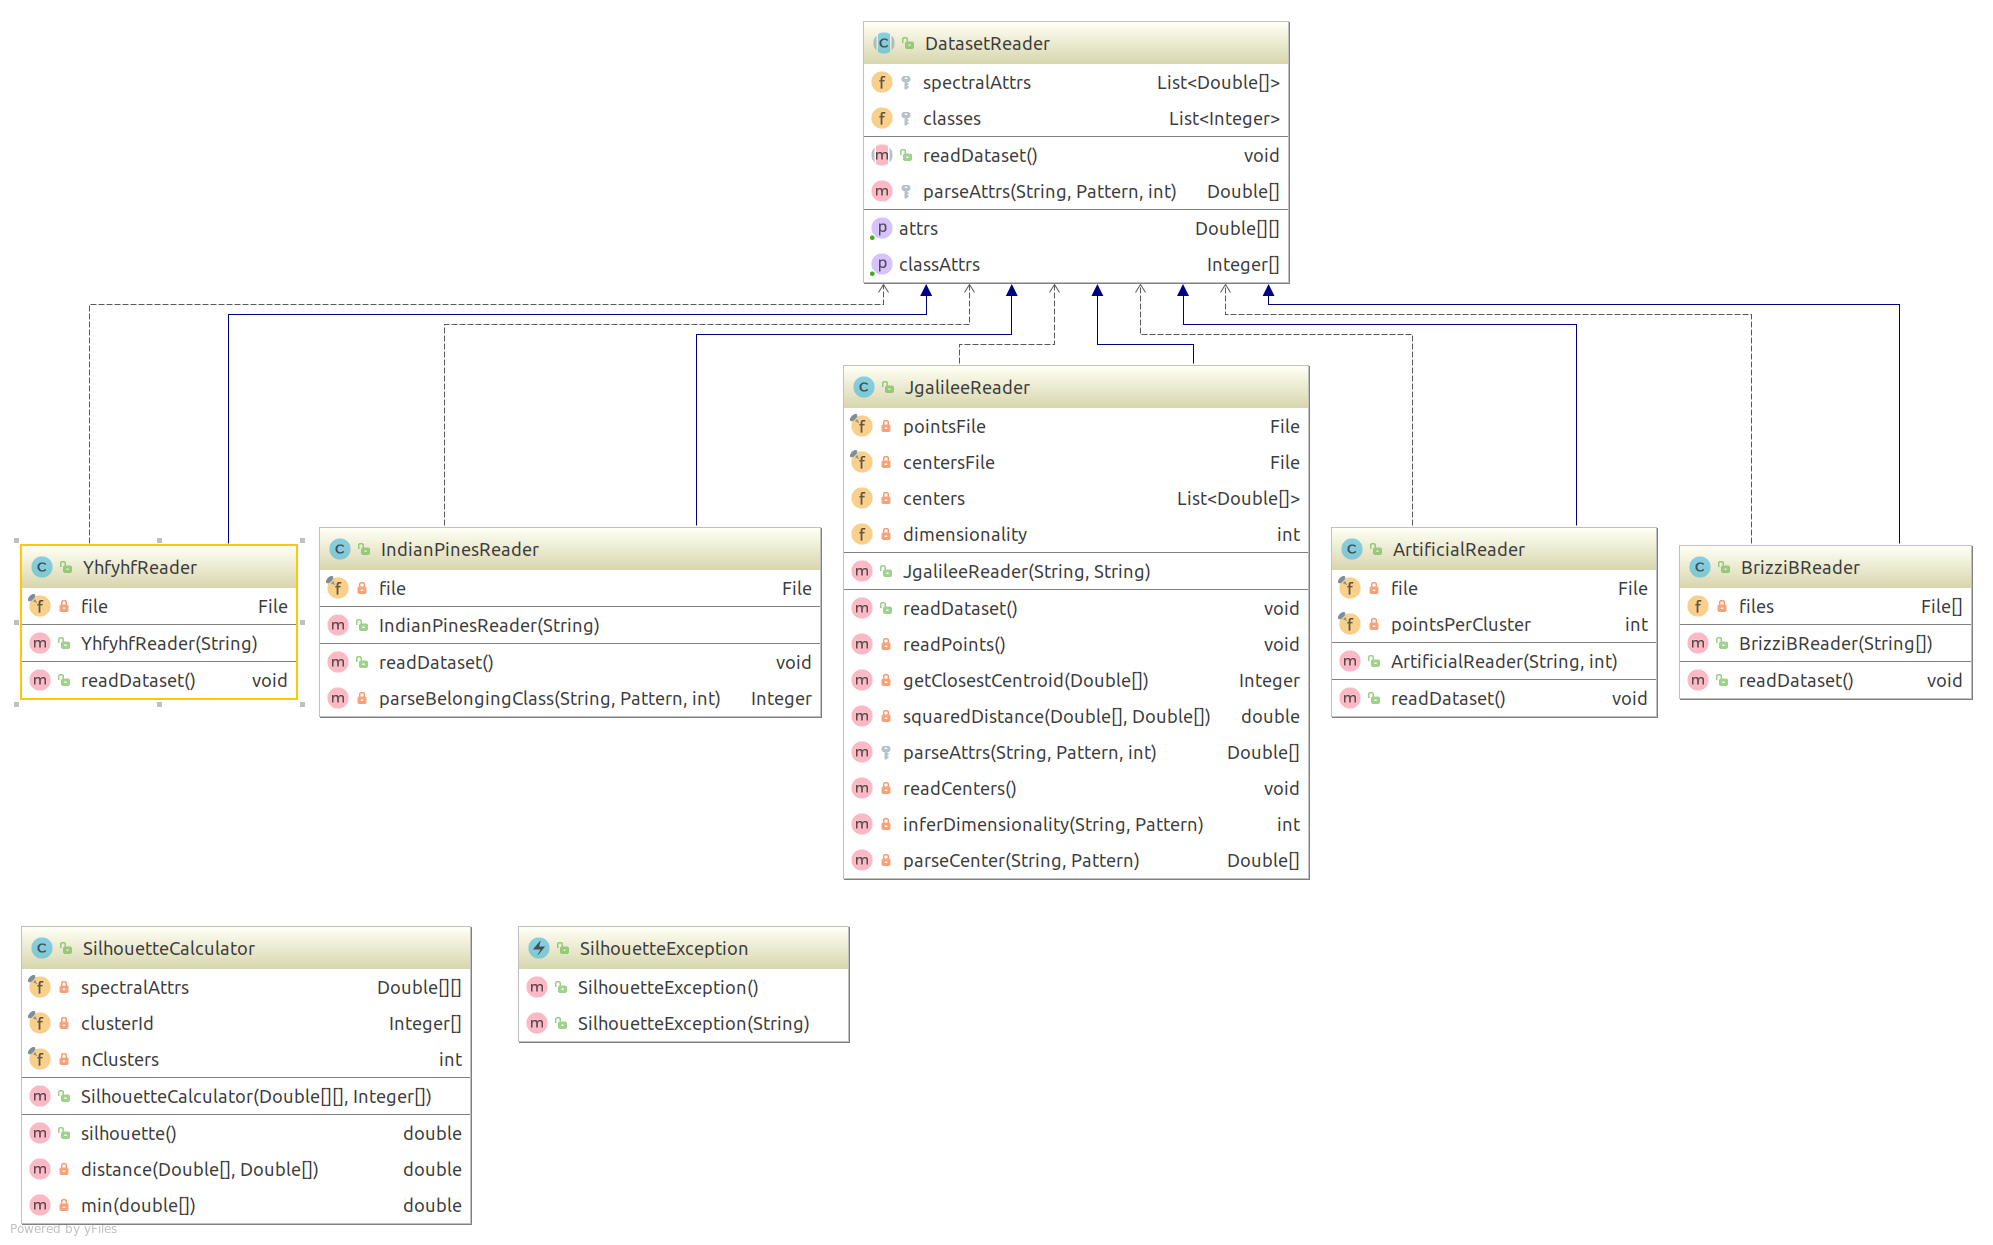 DatasetReader
spectralAttrs List<Double[]>
classes List<Integer>
readDataset() void
parseAttrs(String, Pattern, int) Double[]
attrs Double[][]
classAttrs Integer[]
JgalileeReader
pointsFile File
centersFile File
centers List<Double[]>
dimensionality int
JgalileeReader(String, String)
readDataset() void
readPoints() void
getClosestCentroid(Double[]) Integer
squaredDistance(Double[], Double[]) double
parseAttrs(String, Pattern, int) Double[]
readCenters() void
inferDimensionality(String, Pattern) int
parseCenter(String, Pattern) Double[]
YhfyhfReader
file File
YhfyhfReader(String)
readDataset() void
IndianPinesReader
file File
IndianPinesReader(String)
readDataset() void
parseBelongingClass(String, Pattern, int) Integer
ArtificialReader
file File
pointsPerCluster int
ArtificialReader(String, int)
readDataset() void
BrizziBReader
files File[]
BrizziBReader(String[])
readDataset() void
SilhouetteCalculator
spectralAttrs Double[][]
clusterId Integer[]
nClusters int
SilhouetteCalculator(Double[][], Integer[])
silhouette() double
distance(Double[], Double[]) double
min(double[]) double
SilhouetteException
SilhouetteException()
SilhouetteException(String)
Powered by yFiles